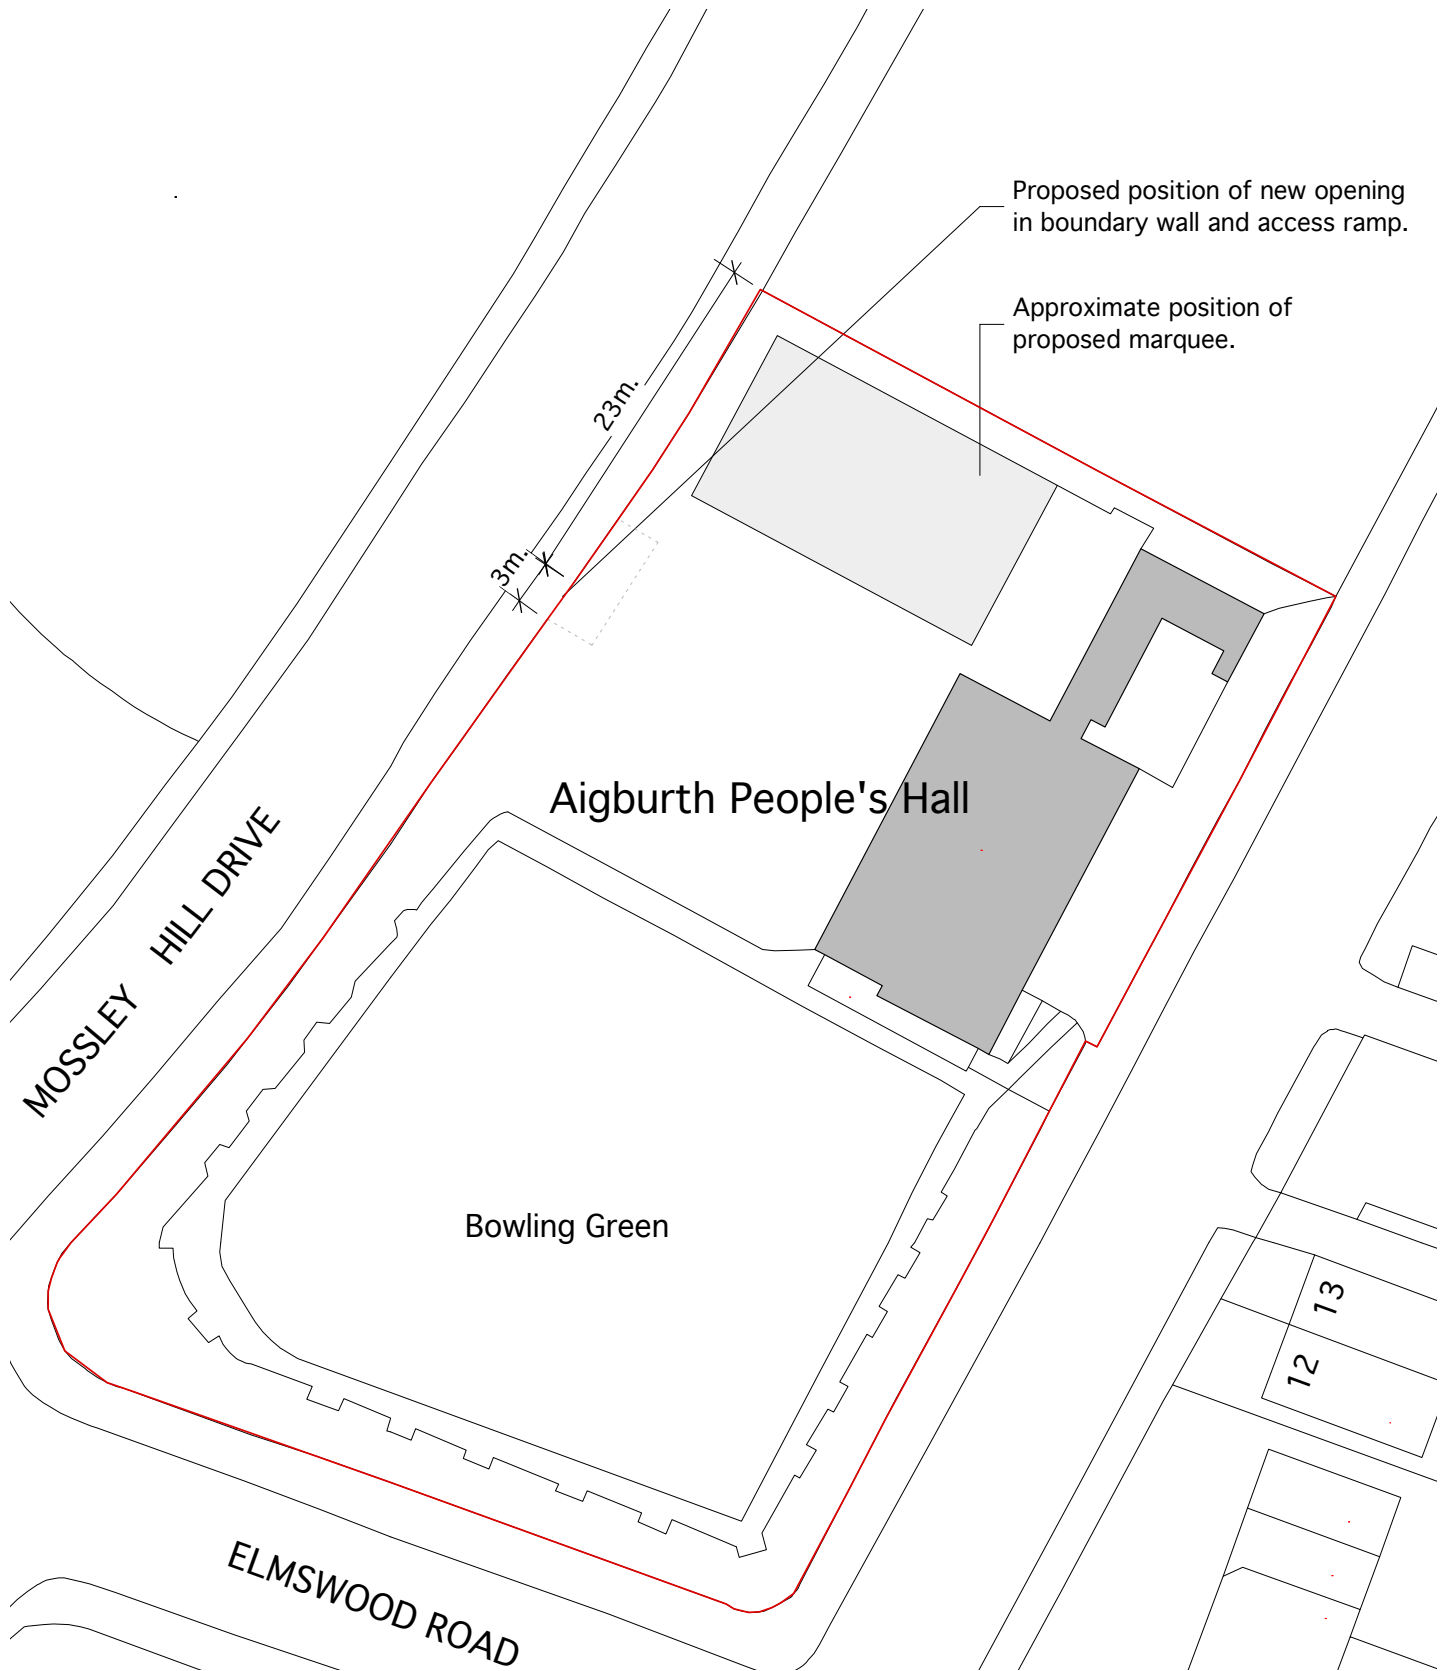 Proposed position of new opening
in boundary wall and access ramp.
Approximate position of
proposed marquee.
23m.
3m.
Aigburth People's Hall
MOSSLEY HILL DRIVE
Bowling Green
13
12
ELMSWOOD ROAD